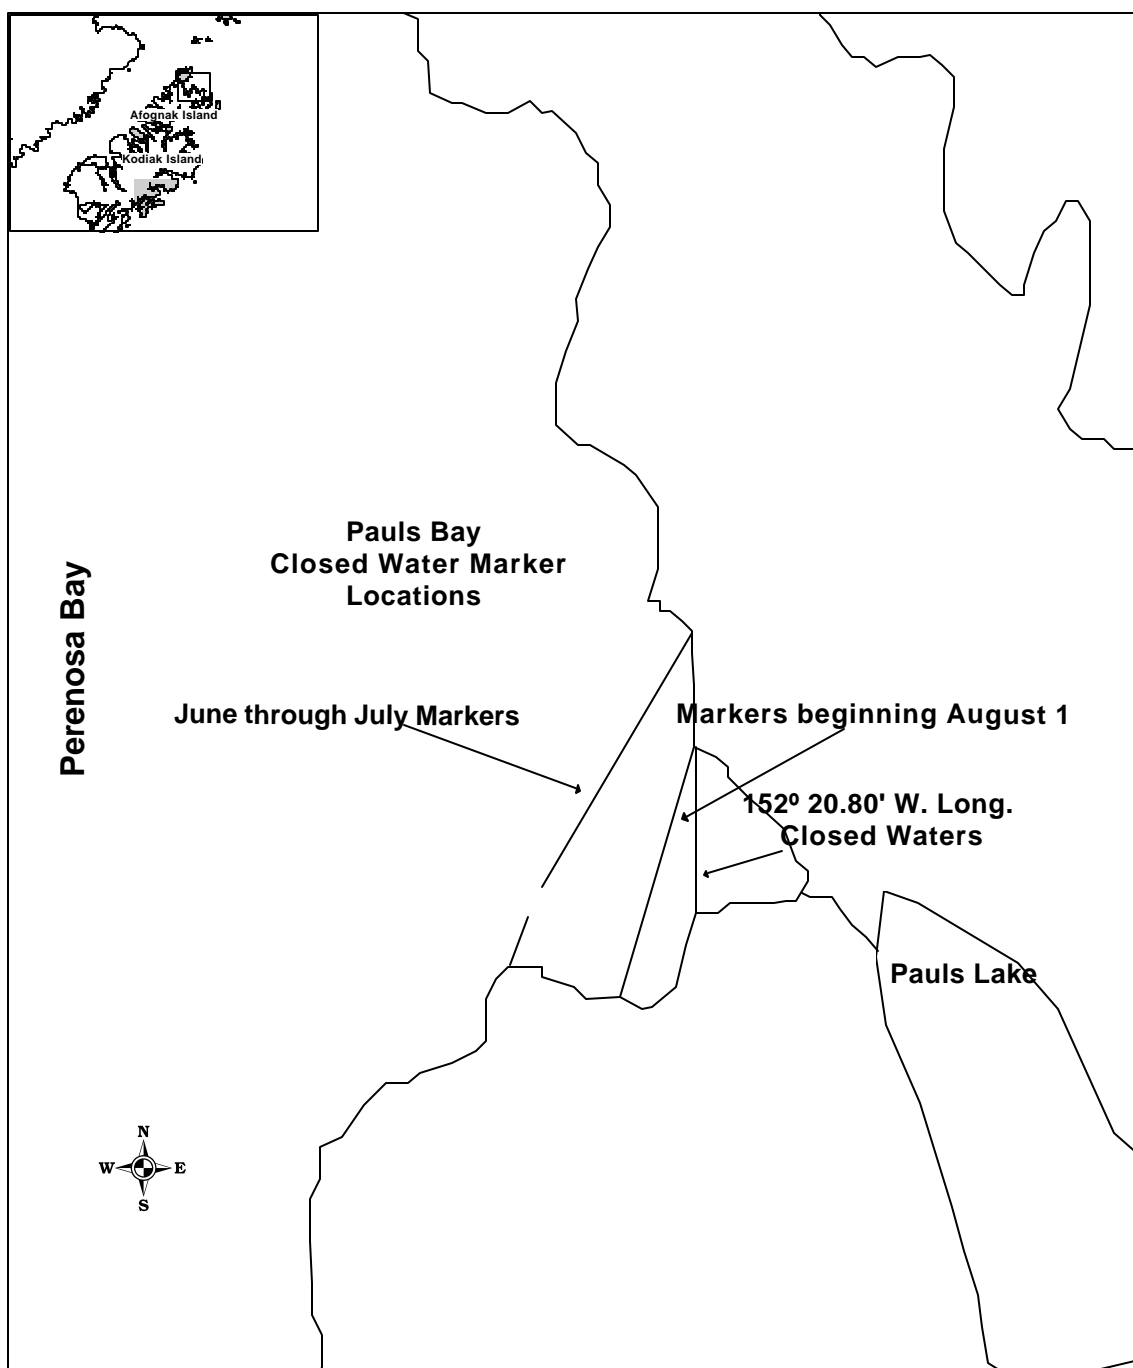 Afognak Island
Kodiak Island
Pauls Bay
Closed Water Marker
Locations
Perenosa Bay
June through July Markers
Markers beginning August 1
152º 20.80' W. Long.
Closed Waters
Pauls Lake
N
W E
S